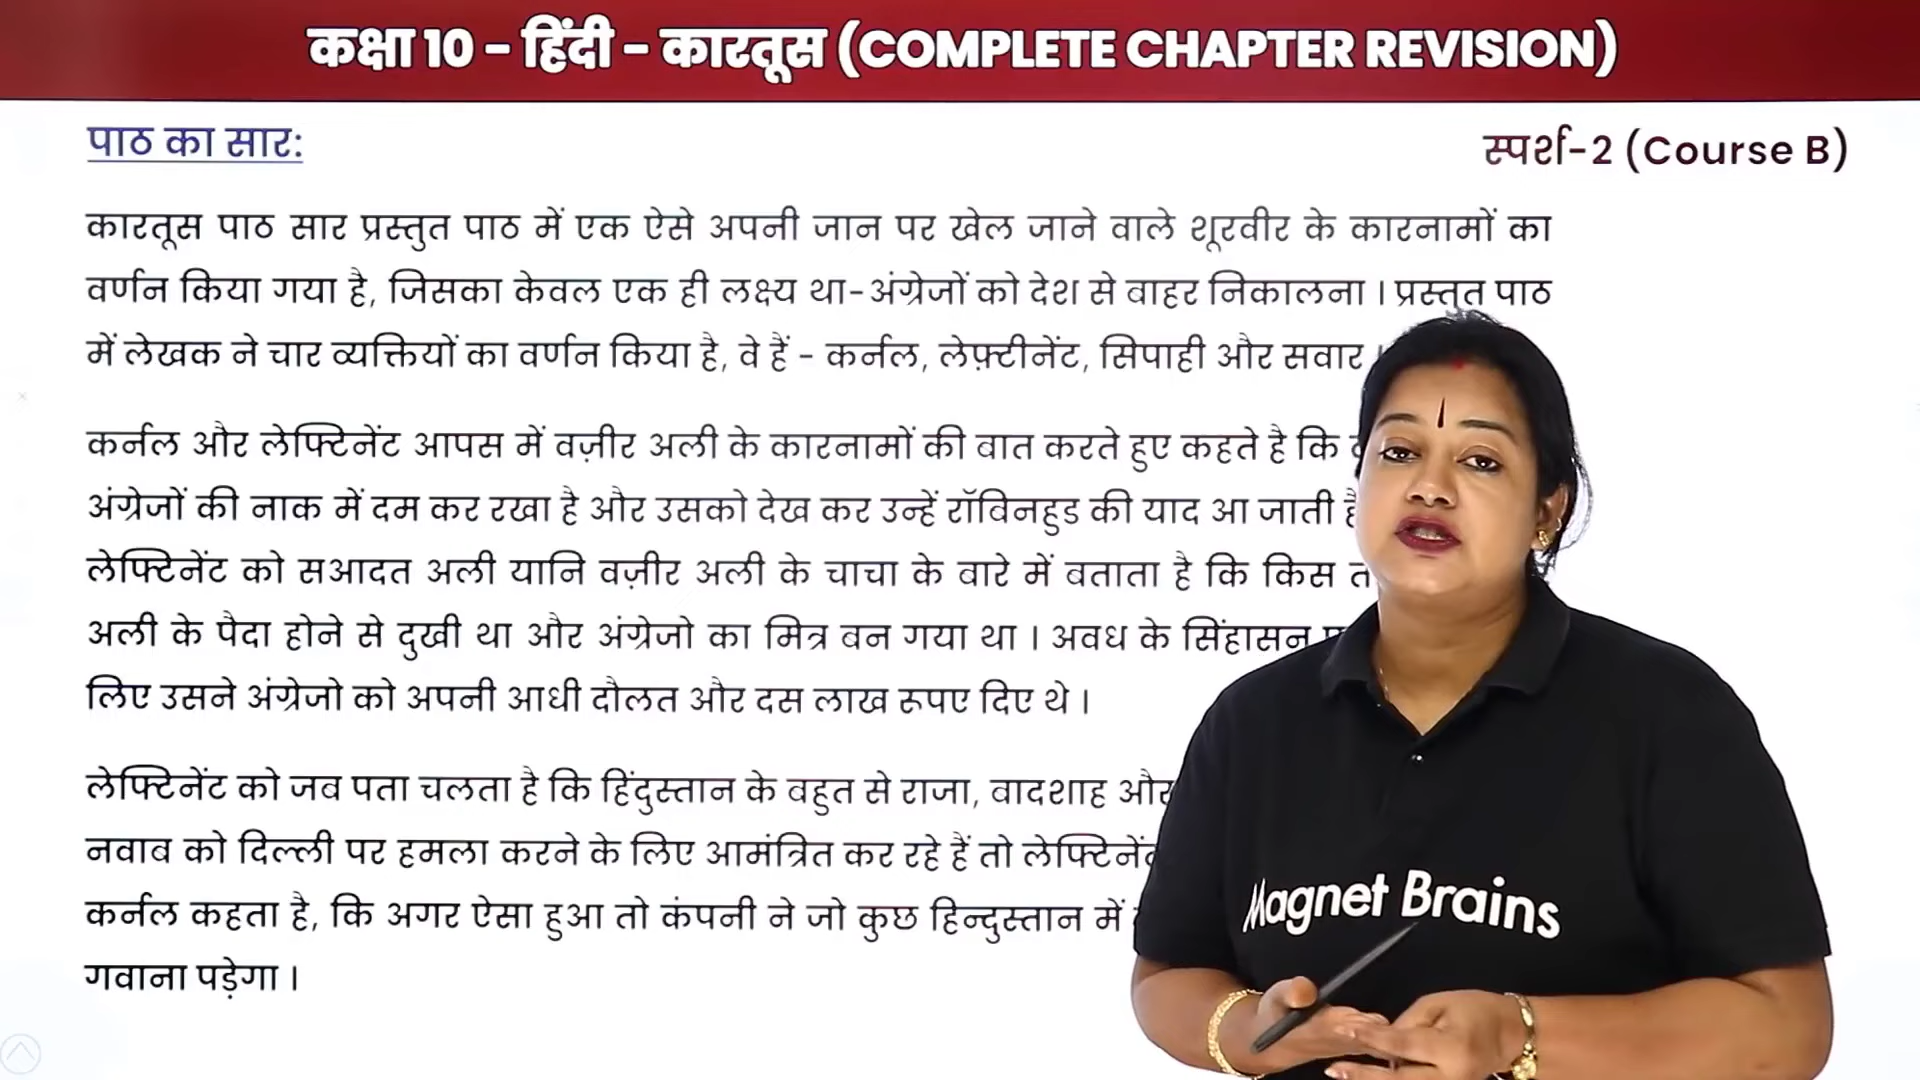 कक्षा 10 - हिंदी - कारतूस (COMPLETE CHAPTER REVISION)
पाठ का सार:
स्पर्श-2 (Course B)
कारतूस पाठ सार प्रस्तुत पाठ में एक ऐसे अपनी जान पर खेल जाने वाले शूरवीर के कारनामों का
वर्णन किया गया है, जिसका केवल एक ही लक्ष्य था-अंग्रेजों को देश से बाहर निकालना । प्रस्तुत पाठ
में लेखक ने चार व्यक्तियों का वर्णन किया है, वे हैं - कर्नल, लेफ़्टीनेंट, सिपाही और सवार ।
कर्नल और लेफ्टिनेंट आपस में वज़ीर अली के कारनामों की बात करते हुए कहते है कि
अंग्रेजों की नाक में दम कर रखा है और उसको देख कर उन्हें रॉबिनहुड की याद आ जाती
लेफ्टिनेंट को सआदत अली यानि वज़ीर अली के चाचा के बारे में बताता है कि किस
अली के पैदा होने से दुखी था और अंग्रेजो का मित्र बन गया था । अवध के सिंहासन
लिए उसने अंग्रेजो को अपनी आधी दौलत और दस लाख रूपए दिए थे ।
लेफ्टिनेंट को जब पता चलता है कि हिंदुस्तान के बहुत से राजा, बादशाह और
नवाब को दिल्ली पर हमला करने के लिए आमंत्रित कर रहे हैं तो
कर्नल कहता है, कि अगर ऐसा हुआ तो कंपनी ने जो कुछ हिन्दुस्तान में
गवाना पड़ेगा ।
Magnet Brains